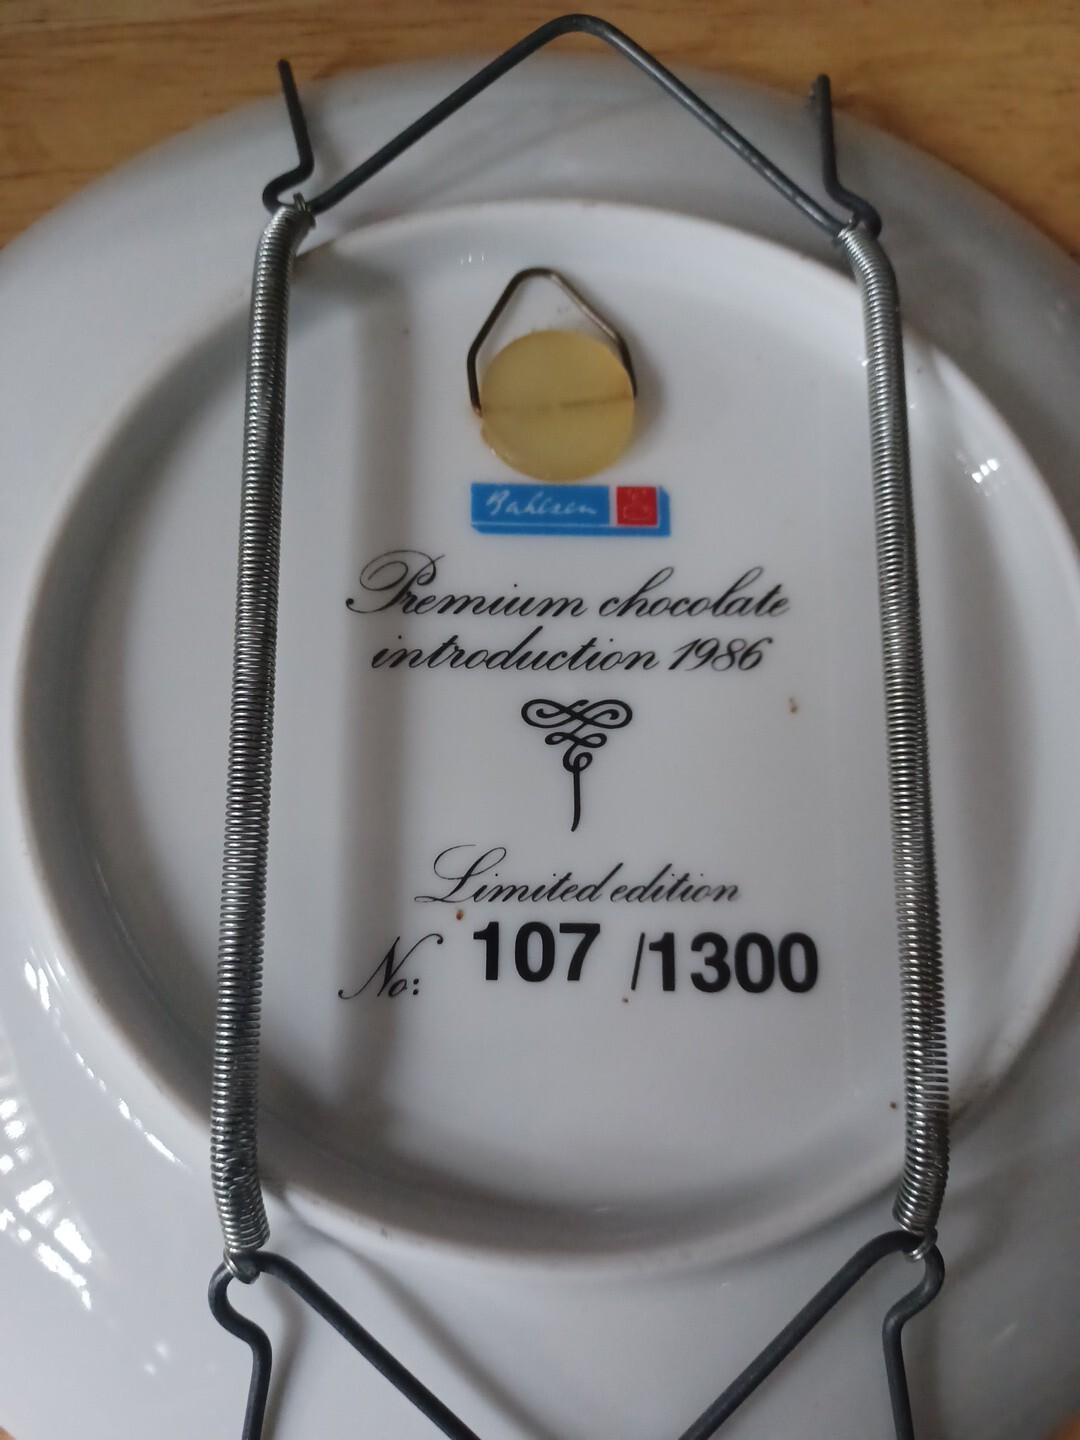 Bahlsen
Premium chocolate
introduction 1986
Limited edition
No: 107 /1300